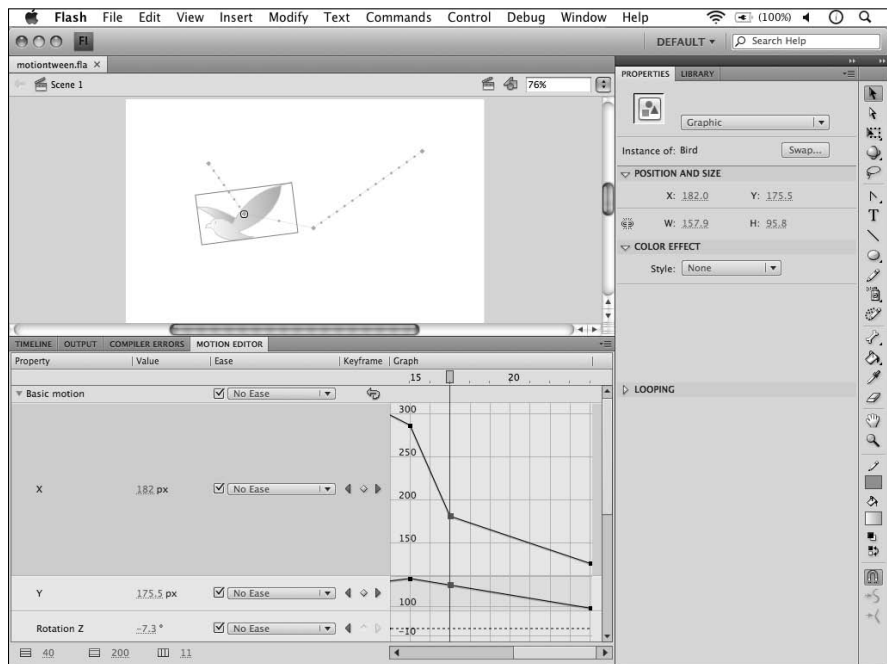 Flash File Edit View Insert Modify Text Commands Control Debug Window Help (100%)
Fl DEFAULT Search Help
motiontween.fla ×
Scene 1 76%
PROPERTIES LIBRARY
Graphic
Instance of: Bird Swap...
POSITION AND SIZE
X: 182.0 Y: 175.5
W: 157.9 H: 95.8
COLOR EFFECT
Style: None
LOOPING
T
TIMELINE OUTPUT COMPILER ERRORS MOTION EDITOR
Property Value Ease Keyframe Graph
15 20
Basic motion No Ease
300
250
200
150
X 182 px No Ease
Y 175.5 px No Ease
100
Rotation Z -7.3 ° No Ease
-10
40 200 11